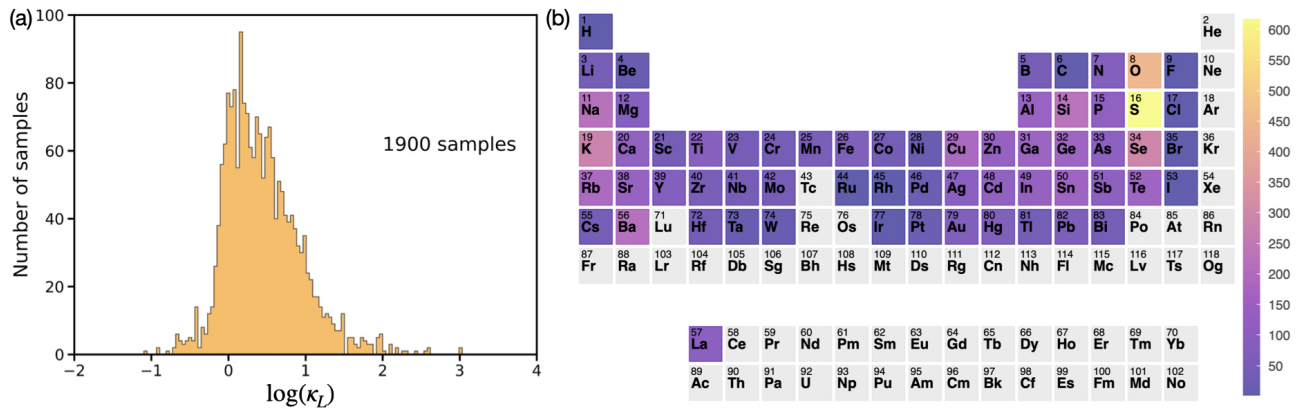 (a)
100
80
60
40
20
0
Number of samples
1900 samples
−2 −1 0 1 2 3 4
log(κL)
(b)
1 2
H He
3 4 5 6 7 8 9 10
Li Be B C N O F Ne
11 12 13 14 15 16 17 18
Na Mg Al Si P S Cl Ar
19 20 21 22 23 24 25 26 27 28 29 30 31 32 33 34 35 36
K Ca Sc Ti V Cr Mn Fe Co Ni Cu Zn Ga Ge As Se Br Kr
37 38 39 40 41 42 43 44 45 46 47 48 49 50 51 52 53 54
Rb Sr Y Zr Nb Mo Tc Ru Rh Pd Ag Cd In Sn Sb Te I Xe
55 56 71 72 73 74 75 76 77 78 79 80 81 82 83 84 85 86
Cs Ba Lu Hf Ta W Re Os Ir Pt Au Hg Tl Pb Bi Po At Rn
87 88 103 104 105 106 107 108 109 110 111 112 113 114 115 116 117 118
Fr Ra Lr Rf Db Sg Bh Hs Mt Ds Rg Cn Nh Fl Mc Lv Ts Og
57 58 59 60 61 62 63 64 65 66 67 68 69 70
La Ce Pr Nd Pm Sm Eu Gd Tb Dy Ho Er Tm Yb
89 90 91 92 93 94 95 96 97 98 99 100 101 102
Ac Th Pa U Np Pu Am Cm Bk Cf Es Fm Md No
600
550
500
450
400
350
300
250
200
150
100
50